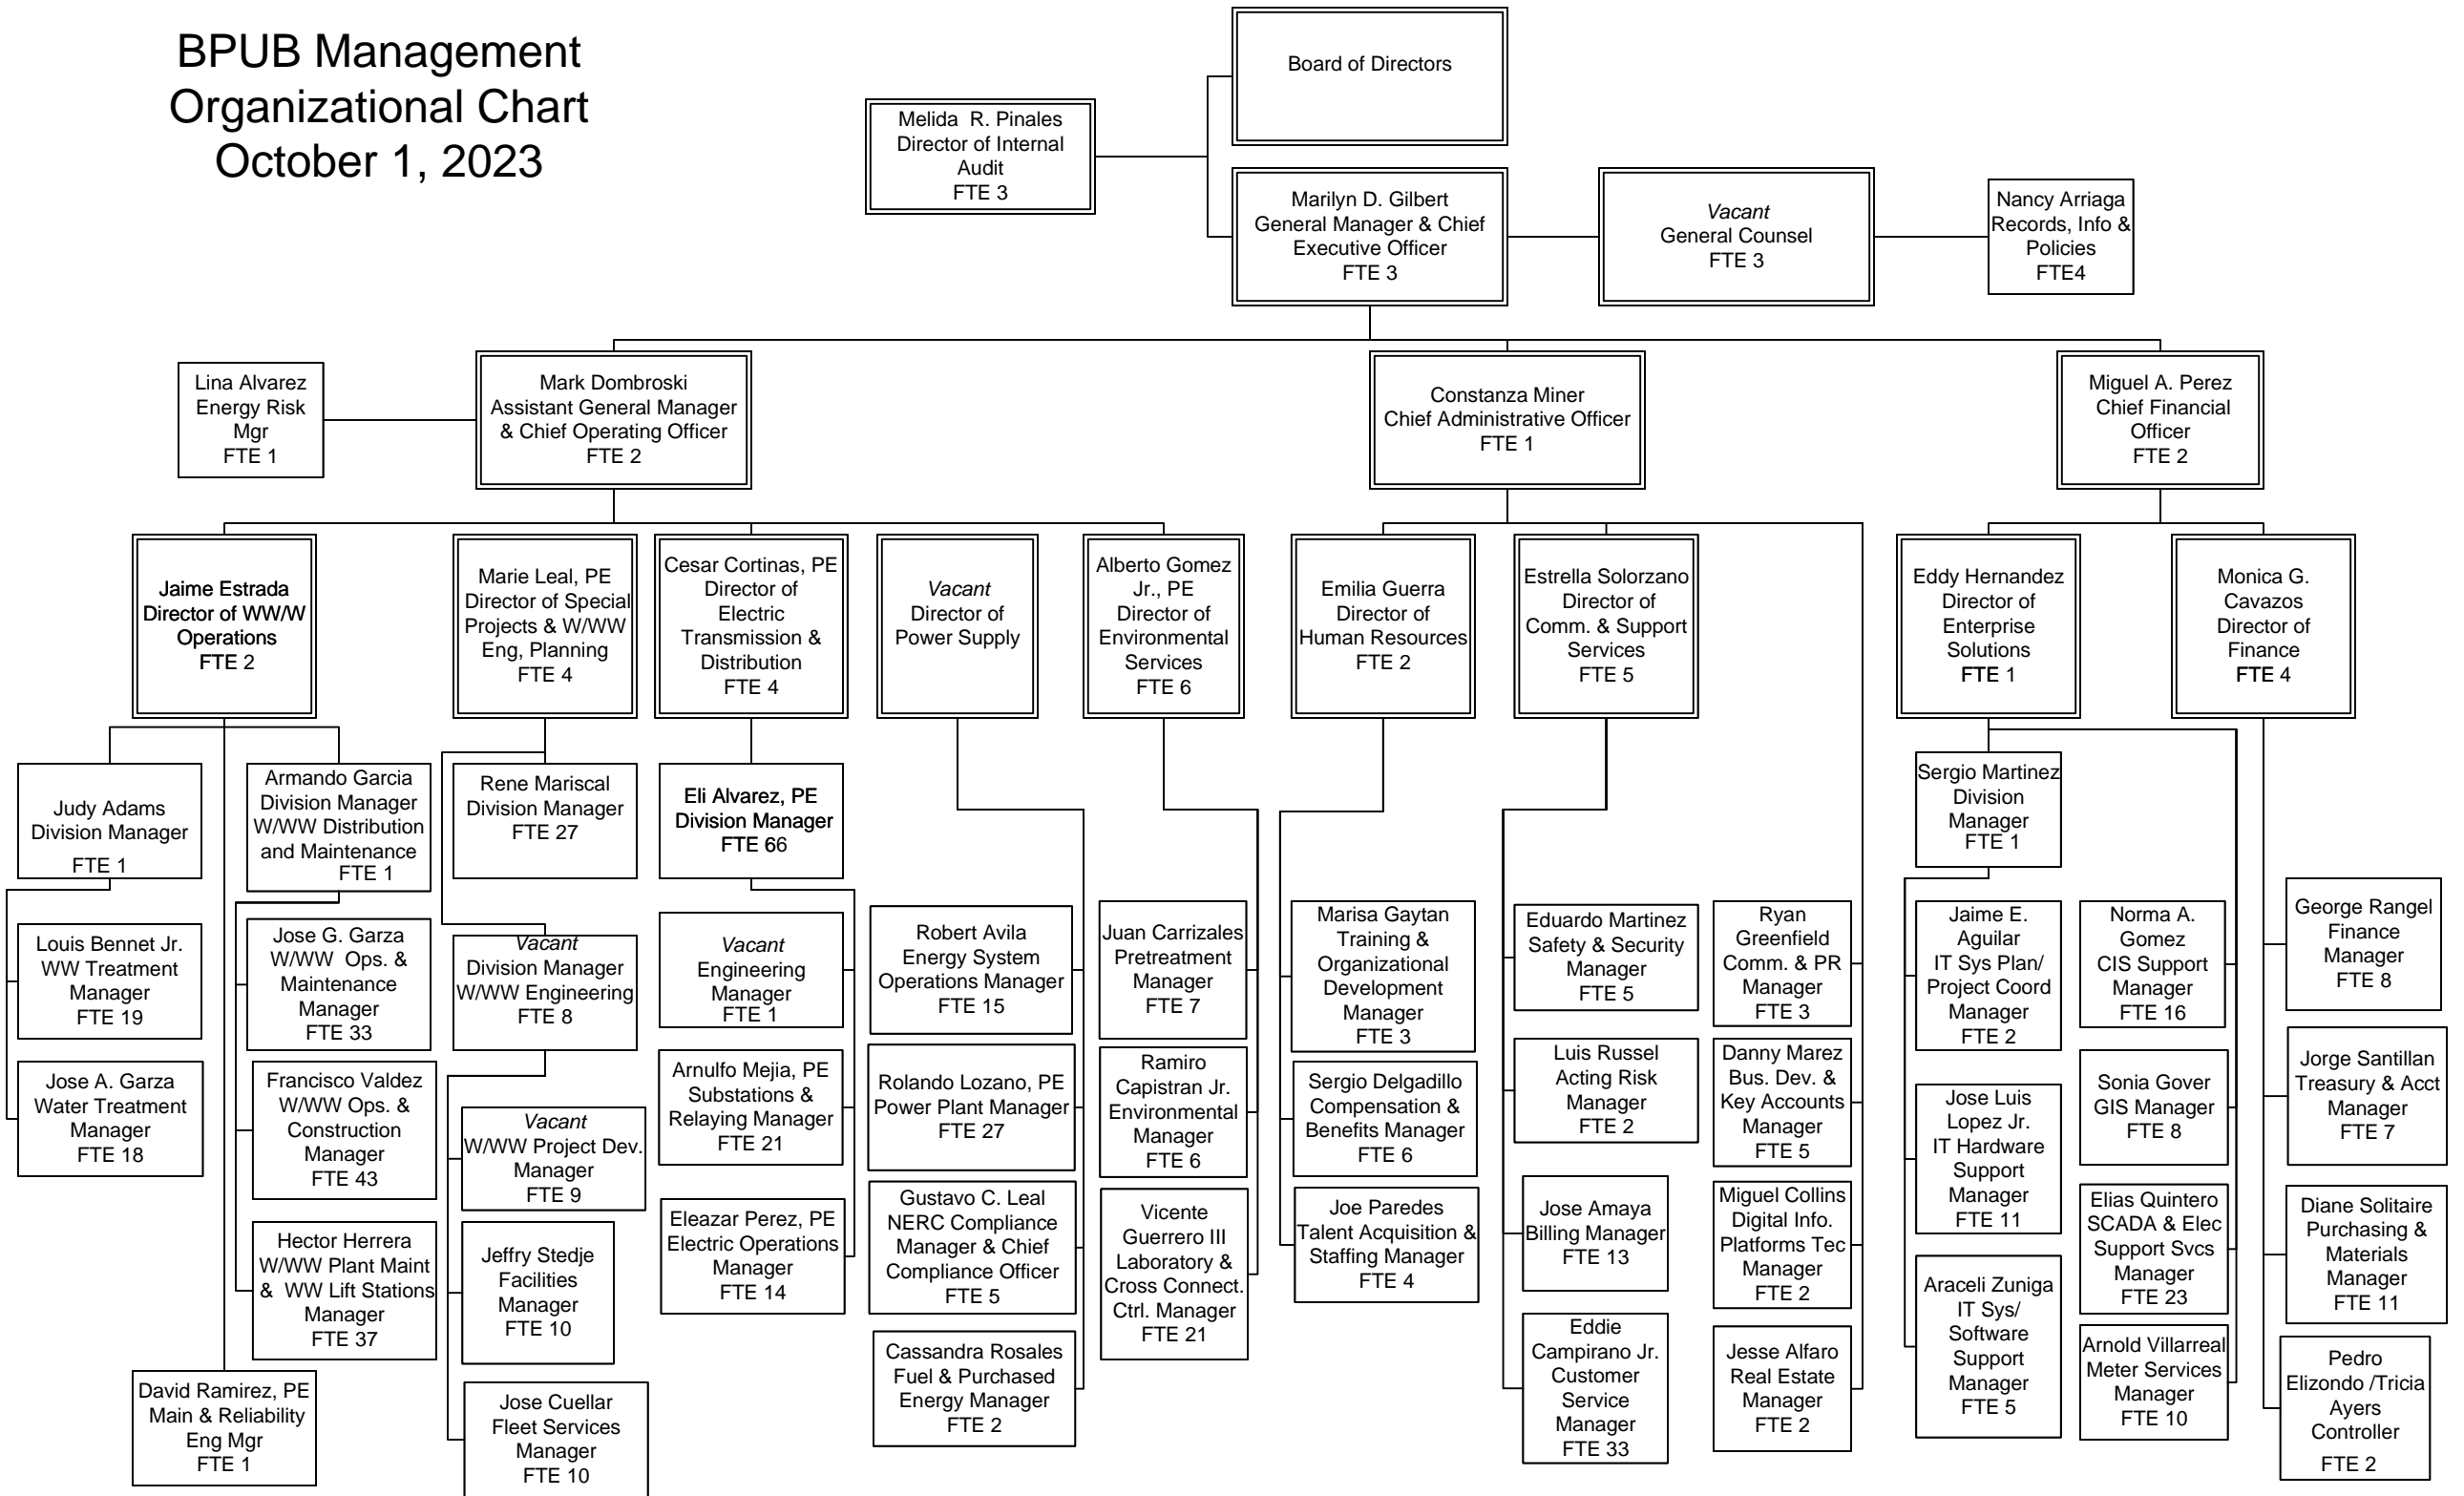 BPUB Management
Organizational Chart
October 1, 2023
Board of Directors
Melida R. Pinales
Director of Internal
Audit
FTE 3
Marilyn D. Gilbert
General Manager & Chief
Executive Officer
FTE 3
Vacant
General Counsel
FTE 3
Nancy Arriaga
Records, Info &
Policies
FTE4
Lina Alvarez
Energy Risk
Mgr
FTE 1
Mark Dombroski
Assistant General Manager
& Chief Operating Officer
FTE 2
Constanza Miner
Chief Administrative Officer
FTE 1
Miguel A. Perez
Chief Financial
Officer
FTE 2
Jaime Estrada
Director of WW/W
Operations
FTE 2
Marie Leal, PE
Director of Special
Projects & W/WW
Eng, Planning
FTE 4
Cesar Cortinas, PE
Director of
Electric
Transmission &
Distribution
FTE 4
Vacant
Director of
Power Supply
Alberto Gomez
Jr., PE
Director of
Environmental
Services
FTE 6
Emilia Guerra
Director of
Human Resources
FTE 2
Estrella Solorzano
Director of
Comm. & Support
Services
FTE 5
Eddy Hernandez
Director of
Enterprise
Solutions
FTE 1
Monica G.
Cavazos
Director of
Finance
FTE 4
Judy Adams
Division Manager
FTE 1
Armando Garcia
Division Manager
W/WW Distribution
and Maintenance
FTE 1
Rene Mariscal
Division Manager
FTE 27
Eli Alvarez, PE
Division Manager
FTE 66
Sergio Martinez
Division
Manager
FTE 1
Louis Bennet Jr.
WW Treatment
Manager
FTE 19
Jose A. Garza
Water Treatment
Manager
FTE 18
Jose G. Garza
W/WW Ops. &
Maintenance
Manager
FTE 33
Francisco Valdez
W/WW Ops. &
Construction
Manager
FTE 43
Hector Herrera
W/WW Plant Maint
& WW Lift Stations
Manager
FTE 37
David Ramirez, PE
Main & Reliability
Eng Mgr
FTE 1
Vacant
Division Manager
W/WW Engineering
FTE 8
Vacant
W/WW Project Dev.
Manager
FTE 9
Jeffry Stedje
Facilities
Manager
FTE 10
Jose Cuellar
Fleet Services
Manager
FTE 10
Vacant
Engineering
Manager
FTE 1
Arnulfo Mejia, PE
Substations &
Relaying Manager
FTE 21
Eleazar Perez, PE
Electric Operations
Manager
FTE 14
Robert Avila
Energy System
Operations Manager
FTE 15
Rolando Lozano, PE
Power Plant Manager
FTE 27
Gustavo C. Leal
NERC Compliance
Manager & Chief
Compliance Officer
FTE 5
Cassandra Rosales
Fuel & Purchased
Energy Manager
FTE 2
Juan Carrizales
Pretreatment
Manager
FTE 7
Ramiro
Capistran Jr.
Environmental
Manager
FTE 6
Vicente
Guerrero III
Laboratory &
Cross Connect.
Ctrl. Manager
FTE 21
Marisa Gaytan
Training &
Organizational
Development
Manager
FTE 3
Sergio Delgadillo
Compensation &
Benefits Manager
FTE 6
Joe Paredes
Talent Acquisition &
Staffing Manager
FTE 4
Eduardo Martinez
Safety & Security
Manager
FTE 5
Luis Russel
Acting Risk
Manager
FTE 2
Jose Amaya
Billing Manager
FTE 13
Eddie
Campirano Jr.
Customer
Service
Manager
FTE 33
Ryan
Greenfield
Comm. & PR
Manager
FTE 3
Danny Marez
Bus. Dev. &
Key Accounts
Manager
FTE 5
Miguel Collins
Digital Info.
Platforms Tec
Manager
FTE 2
Jesse Alfaro
Real Estate
Manager
FTE 2
Jaime E.
Aguilar
IT Sys Plan/
Project Coord
Manager
FTE 2
Jose Luis
Lopez Jr.
IT Hardware
Support
Manager
FTE 11
Araceli Zuniga
IT Sys/
Software
Support
Manager
FTE 5
Norma A.
Gomez
CIS Support
Manager
FTE 16
Sonia Gover
GIS Manager
FTE 8
Elias Quintero
SCADA & Elec
Support Svcs
Manager
FTE 23
Arnold Villarreal
Meter Services
Manager
FTE 10
George Rangel
Finance
Manager
FTE 8
Jorge Santillan
Treasury & Acct
Manager
FTE 7
Diane Solitaire
Purchasing &
Materials
Manager
FTE 11
Pedro
Elizondo /Tricia
Ayers
Controller
FTE 2